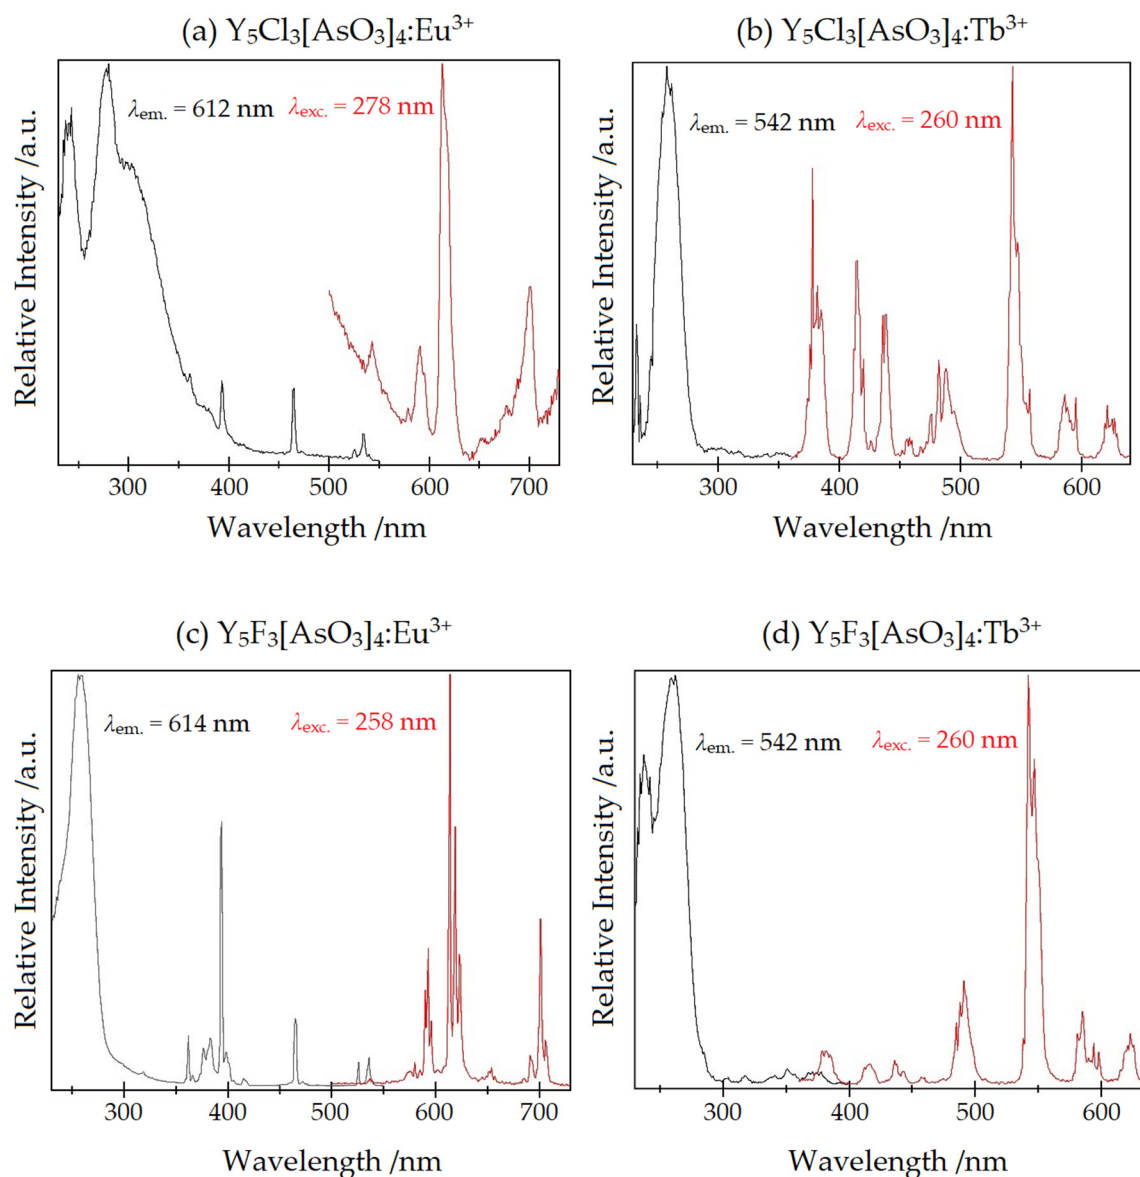 (a) Y₅Cl₃[AsO₃]₄:Eu³⁺
(b) Y₅Cl₃[AsO₃]₄:Tb³⁺
Relative Intensity /a.u.
λem. = 612 nm
λexc. = 278 nm
300 400 500 600 700
Wavelength /nm
Relative Intensity /a.u.
λem. = 542 nm
λexc. = 260 nm
300 400 500 600
Wavelength /nm
(c) Y₅F₃[AsO₃]₄:Eu³⁺
(d) Y₅F₃[AsO₃]₄:Tb³⁺
Relative Intensity /a.u.
λem. = 614 nm
λexc. = 258 nm
300 400 500 600 700
Wavelength /nm
Relative Intensity /a.u.
λem. = 542 nm
λexc. = 260 nm
300 400 500 600
Wavelength /nm